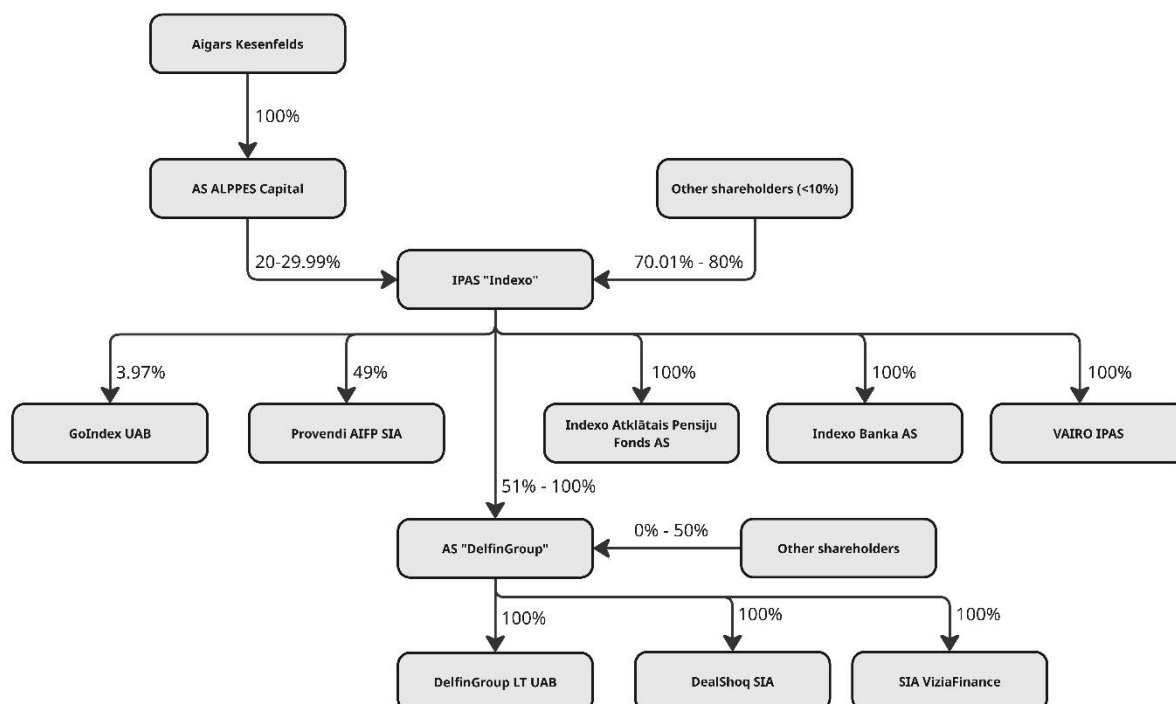 Aigars Kesenfelds
100%
AS ALPPES Capital
Other shareholders (<10%)
20-29.99%
IPAS "Indexo"
70.01% - 80%
3.97%
49%
100%
100%
100%
GoIndex UAB
Provendi AIFP SIA
Indexo Atklātais Pensiju
Fonds AS
Indexo Banka AS
VAIRO IPAS
51% - 100%
AS "DelfinGroup"
0% - 50%
Other shareholders
100%
100%
100%
DelfinGroup LT UAB
DealShoq SIA
SIA ViziaFinance